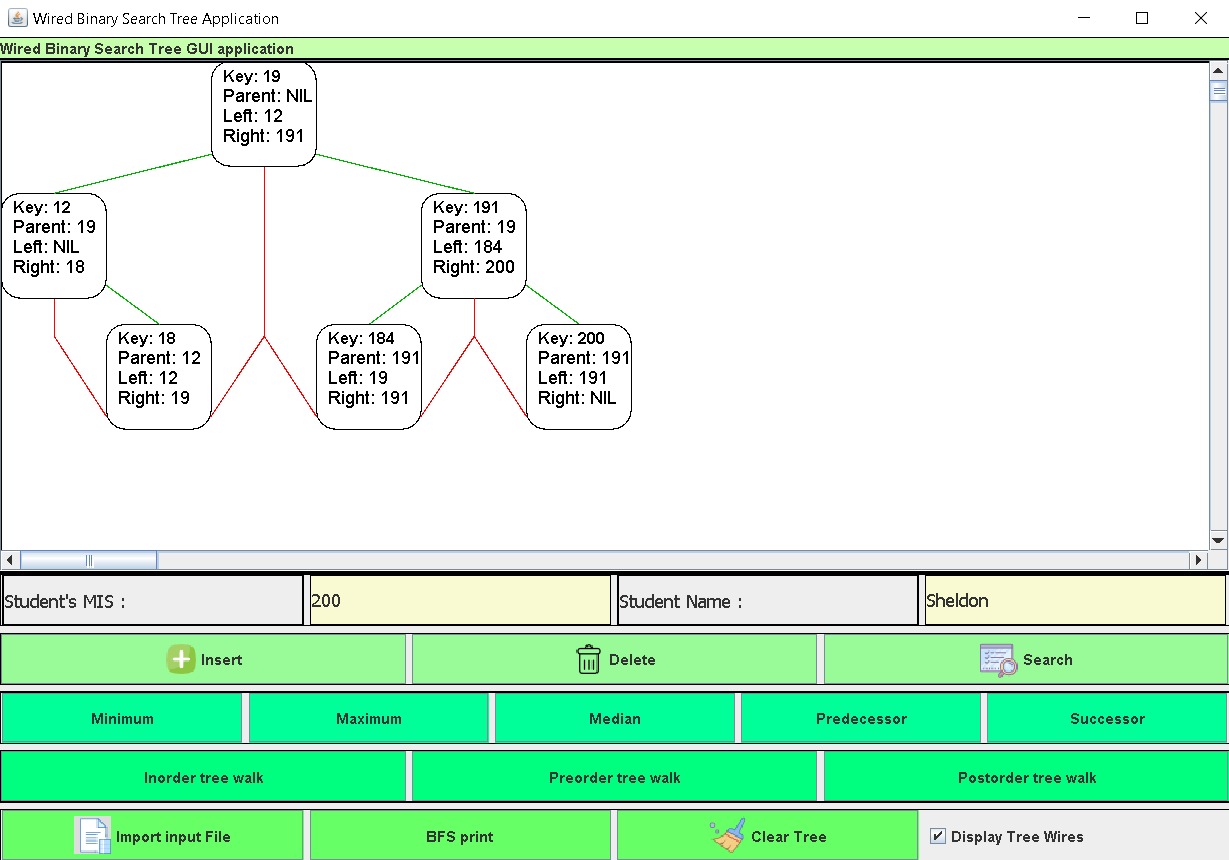 Wired Binary Search Tree Application
Wired Binary Search Tree GUI application
Key: 19
Parent: NIL
Left: 12
Right: 191
Key: 12
Parent: 19
Left: NIL
Right: 18
Key: 191
Parent: 19
Left: 184
Right: 200
Key: 18
Parent: 12
Left: 12
Right: 19
Key: 184
Parent: 191
Left: 19
Right: 191
Key: 200
Parent: 191
Left: 191
Right: NIL
Student's MIS :
200
Student Name :
Sheldon
Insert
Delete
Search
Minimum
Maximum
Median
Predecessor
Successor
Inorder tree walk
Preorder tree walk
Postorder tree walk
Import input File
BFS print
Clear Tree
Display Tree Wires